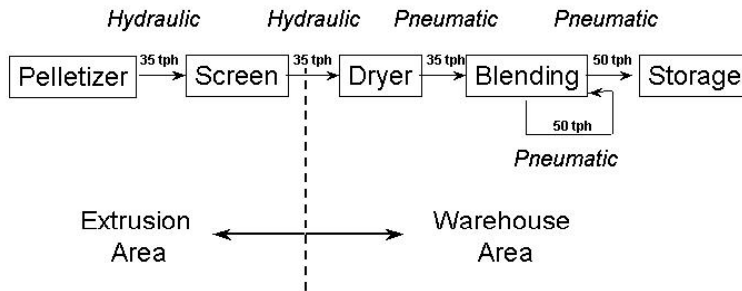 Hydraulic Hydraulic Pneumatic Pneumatic
35 tph 35 tph 35 tph 50 tph
Pelletizer Screen Dryer Blending Storage
50 tph
Pneumatic
Extrusion Warehouse
Area Area